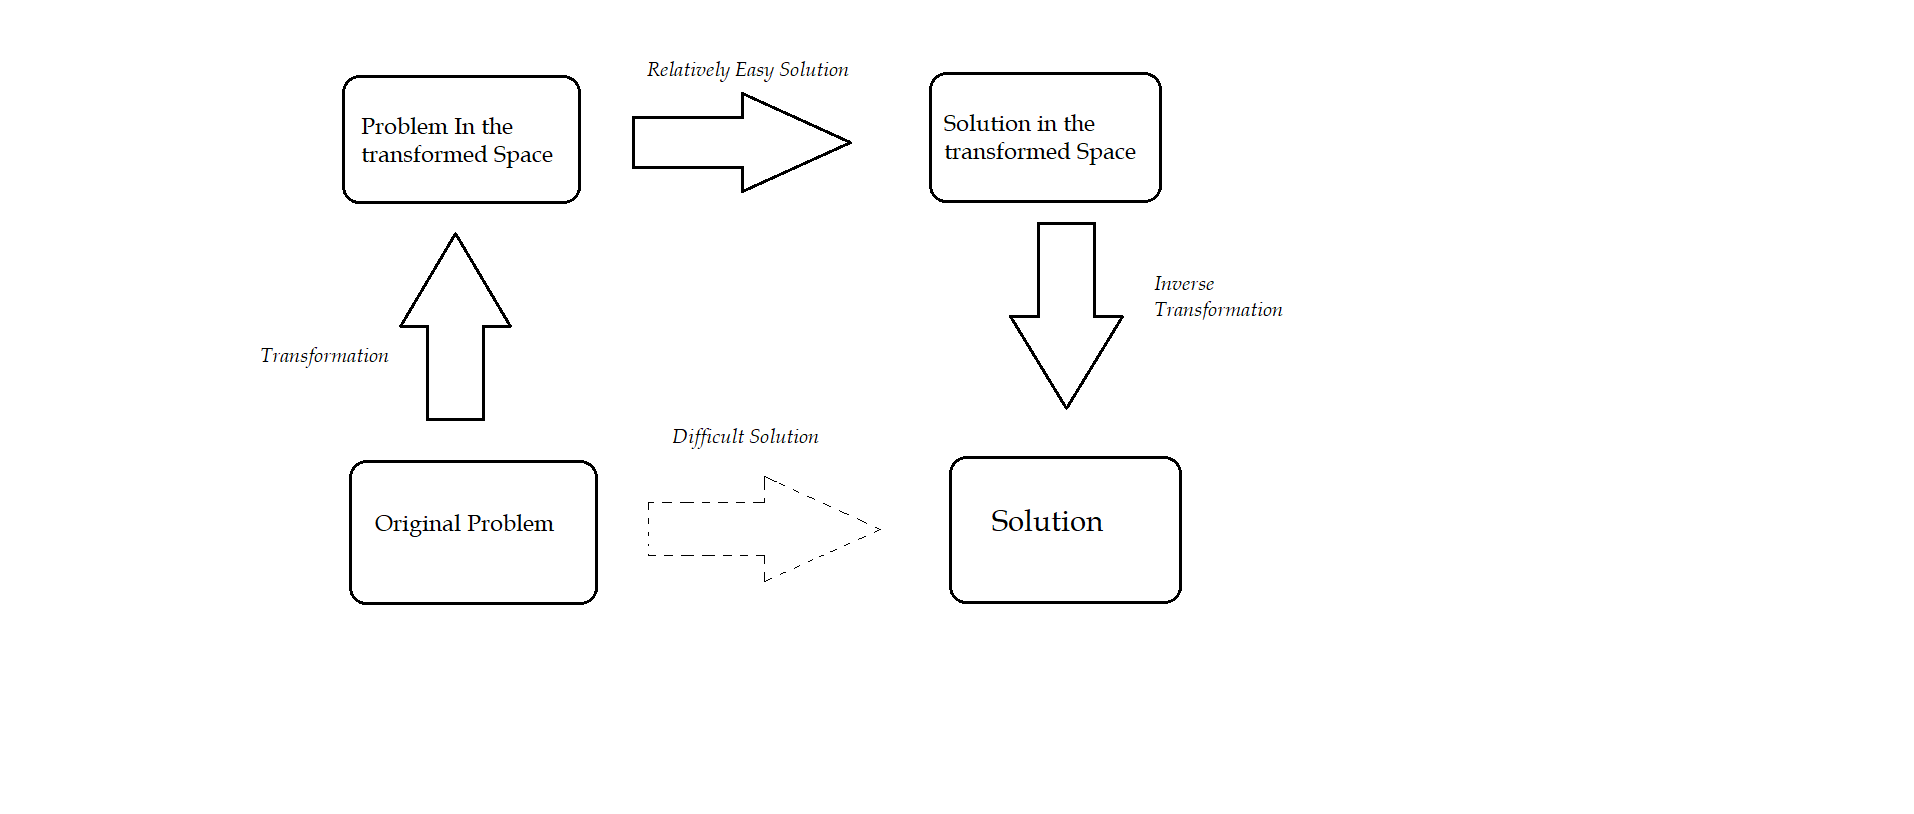 Relatively Easy Solution
Problem In the
transformed Space
Solution in the
transformed Space
Transformation
Inverse
Transformation
Difficult Solution
Original Problem
Solution